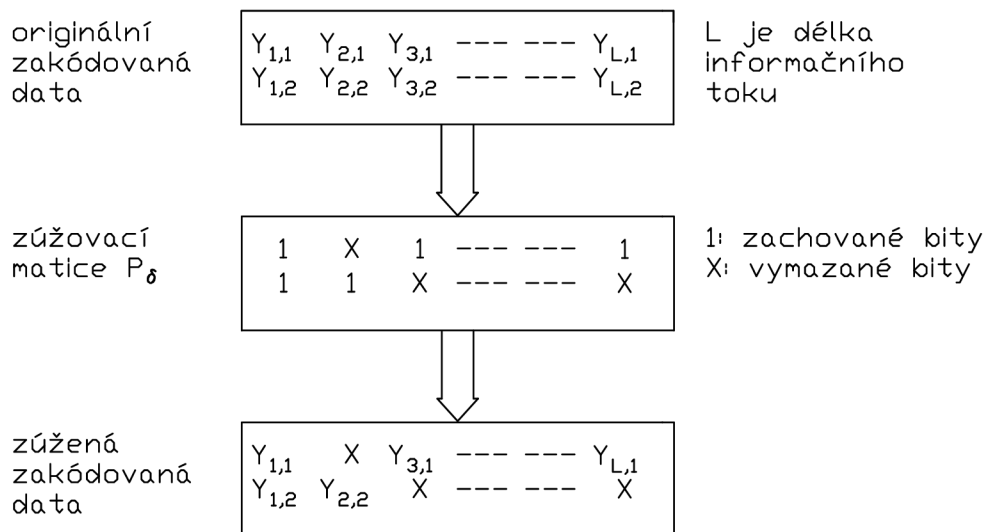 originální
zakódovaná
data
Y1,1 Y2,1 Y3,1 --- --- YL,1
Y1,2 Y2,2 Y3,2 --- --- YL,2
L je délka
informačního
toku
zúžovací
matice Pδ
1 X 1 --- --- 1
1 1 X --- --- X
1: zachované bity
X: vymazané bity
zúžená
zakódovaná
data
Y1,1 X Y3,1 --- --- YL,1
Y1,2 Y2,2 X --- --- X